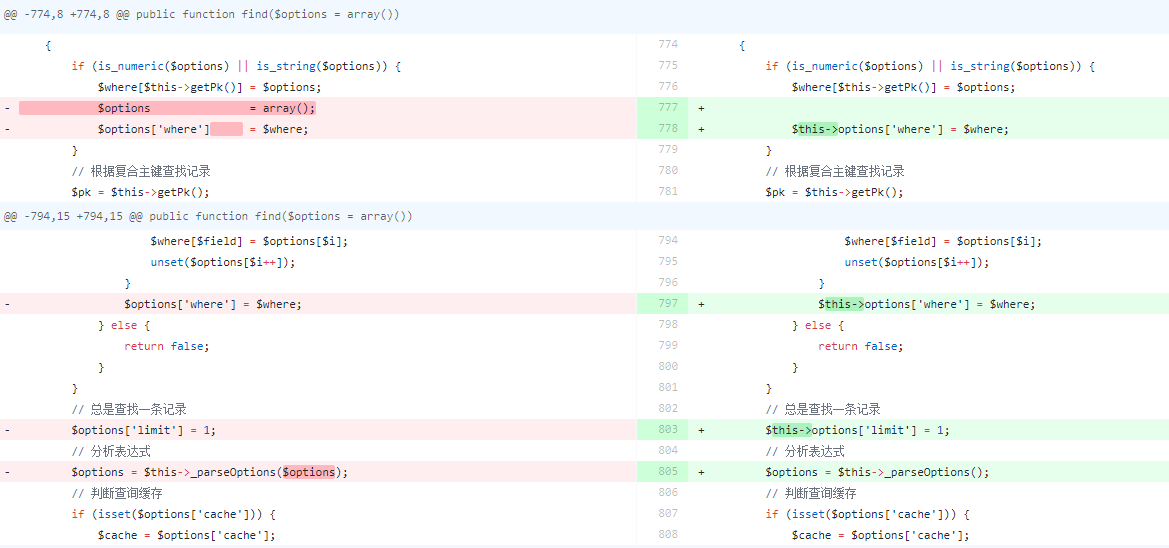 @@ -774,8 +774,8 @@ public function find($options = array())
{ 774 {
if (is_numeric($options) || is_string($options)) { 775 if (is_numeric($options) || is_string($options)) {
$where[$this->getPk()] = $options; 776 $where[$this->getPk()] = $options;
- $options = array(); 777 +
- $options['where'] = $where; 778 + $this->options['where'] = $where;
} 779 }
// 根据复合主键查找记录 780 // 根据复合主键查找记录
$pk = $this->getPk(); 781 $pk = $this->getPk();
@@ -794,15 +794,15 @@ public function find($options = array())
$where[$field] = $options[$i]; 794 $where[$field] = $options[$i];
unset($options[$i++]); 795 unset($options[$i++]);
} 796 }
- $options['where'] = $where; 797 + $this->options['where'] = $where;
} else { 798 } else {
return false; 799 return false;
} 800 }
} 801 }
// 总是查找一条记录 802 // 总是查找一条记录
- $options['limit'] = 1; 803 + $this->options['limit'] = 1;
// 分析表达式 804 // 分析表达式
- $options = $this->_parseOptions($options); 805 + $options = $this->_parseOptions();
// 判断查询缓存 806 // 判断查询缓存
if (isset($options['cache'])) { 807 if (isset($options['cache'])) {
$cache = $options['cache']; 808 $cache = $options['cache'];